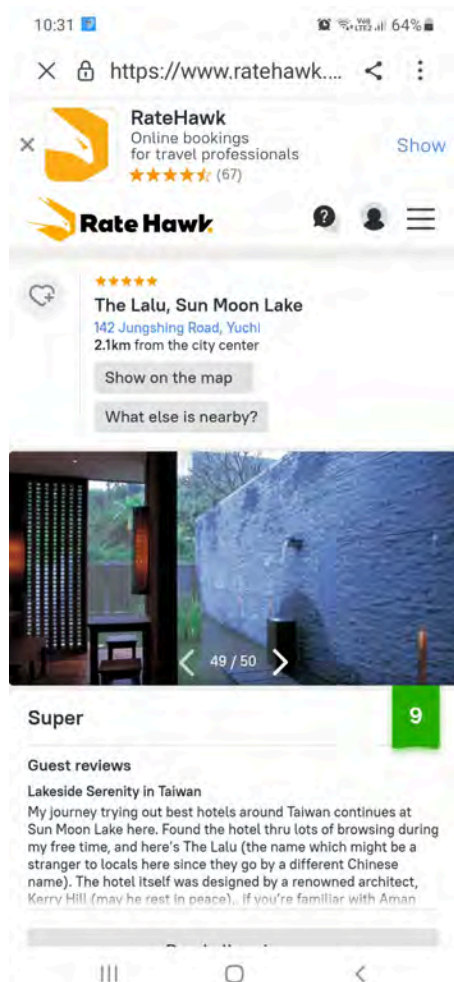 10:31
64%
https://www.ratehawk....
RateHawk
Online bookings
for travel professionals
(67)
Show
RateHawk
The Lalu, Sun Moon Lake
142 Jungshing Road, Yuchi
2.1km from the city center
Show on the map
What else is nearby?
49 / 50
Super
9
Guest reviews
Lakeside Serenity in Taiwan
My journey trying out best hotels around Taiwan continues at
Sun Moon Lake here. Found the hotel thru lots of browsing during
my free time, and here's The Lalu (the name which might be a
stranger to locals here since they go by a different Chinese
name). The hotel itself was designed by a renowned architect,
Kerry Hill (may he rest in peace).. If you're familiar with Aman